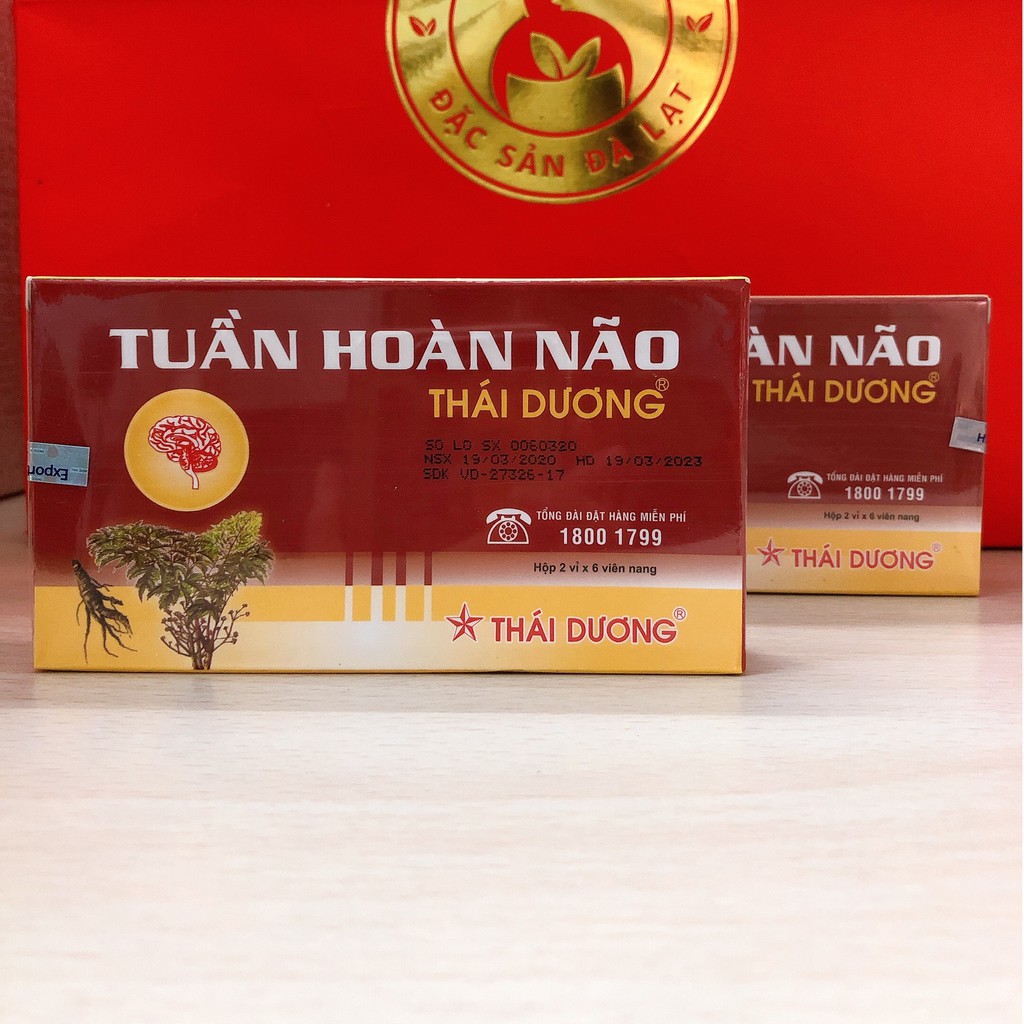 ĐẶC SẢN ĐÀ LẠT
TUẦN HOÀN NÃO
THÁI DƯƠNG®
SO LO SX 0060320
NSX 19/03/2020 HD 19/03/2023
SDK VD-27326-17
TỔNG ĐÀI ĐẶT HÀNG MIỄN PHÍ
1800 1799
Hộp 2 vỉ x 6 viên nang
THÁI DƯƠNG®
Expor
ÀN NÃO
THÁI DƯƠNG®
H
TỔNG ĐÀI ĐẶT HÀNG MIỄN PHÍ
1800 1799
Hộp 2 vỉ x 6 viên nang
THÁI DƯƠNG®